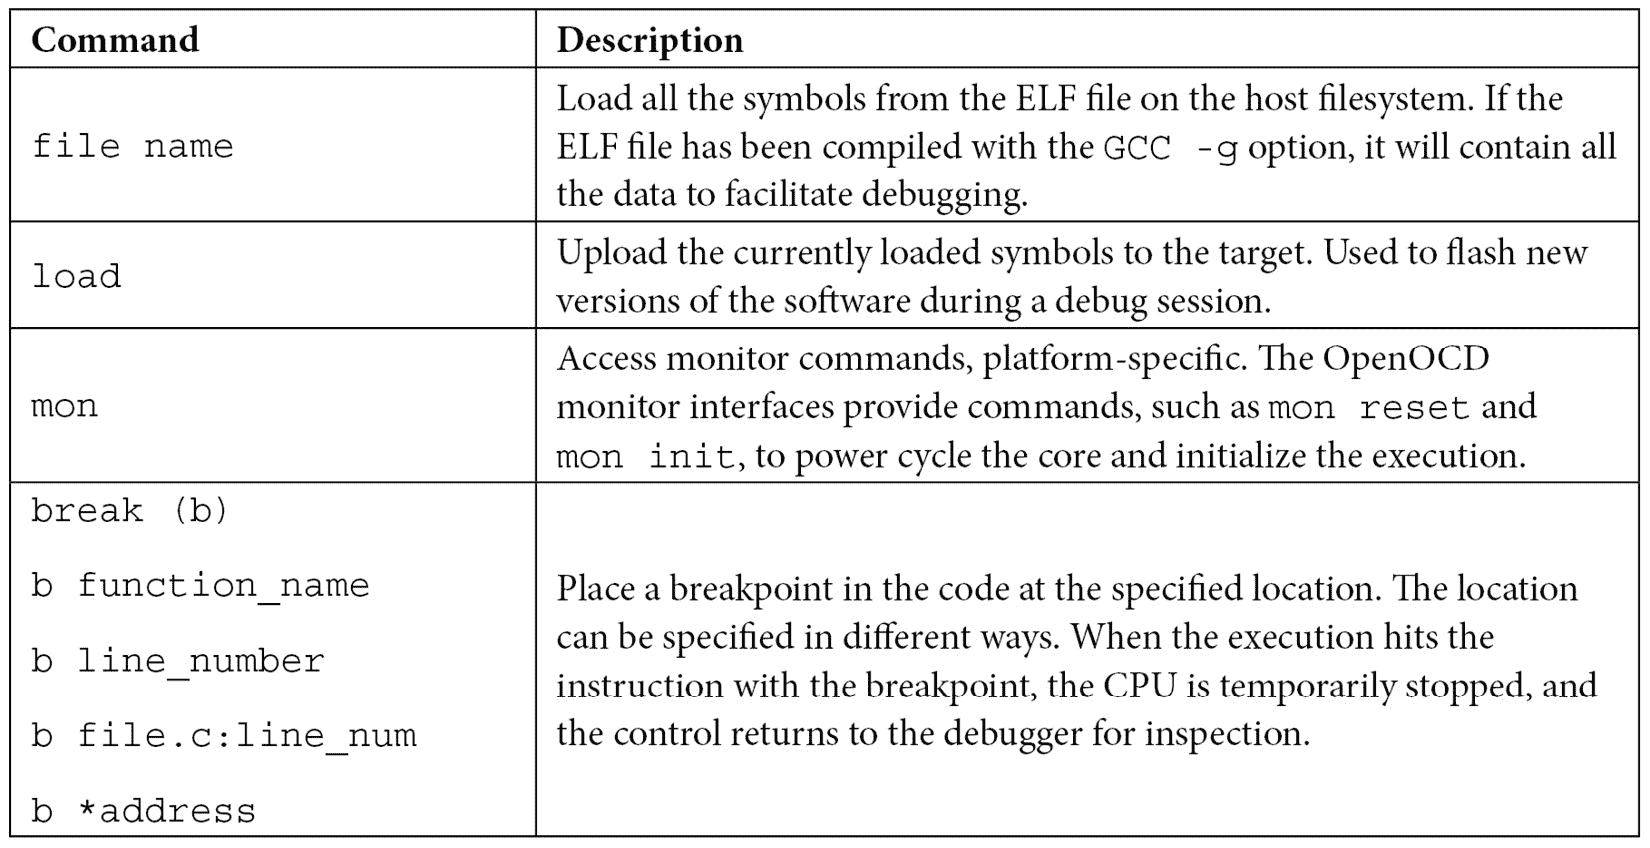 Command
Description
file name
Load all the symbols from the ELF file on the host filesystem. If the
ELF file has been compiled with the GCC -g option, it will contain all
the data to facilitate debugging.
load
Upload the currently loaded symbols to the target. Used to flash new
versions of the software during a debug session.
mon
Access monitor commands, platform-specific. The OpenOCD
monitor interfaces provide commands, such as mon reset and
mon init, to power cycle the core and initialize the execution.
break (b)
b function_name
b line_number
b file.c:line_num
b *address
Place a breakpoint in the code at the specified location. The location
can be specified in different ways. When the execution hits the
instruction with the breakpoint, the CPU is temporarily stopped, and
the control returns to the debugger for inspection.